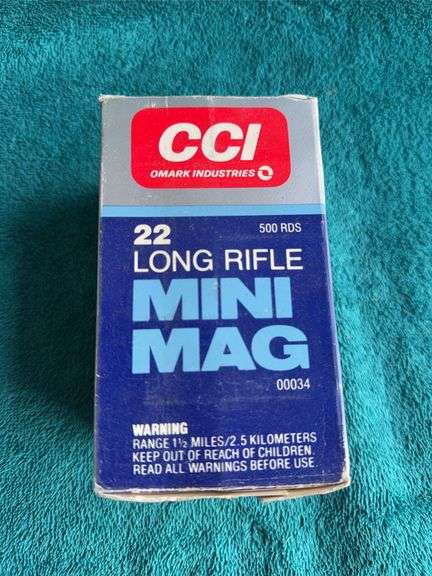 CCI
OMARK INDUSTRIES
22 500 RDS
LONG RIFLE
MINI
MAG
00034
WARNING
RANGE 1½ MILES/2.5 KILOMETERS
KEEP OUT OF REACH OF CHILDREN.
READ ALL WARNINGS BEFORE USE.